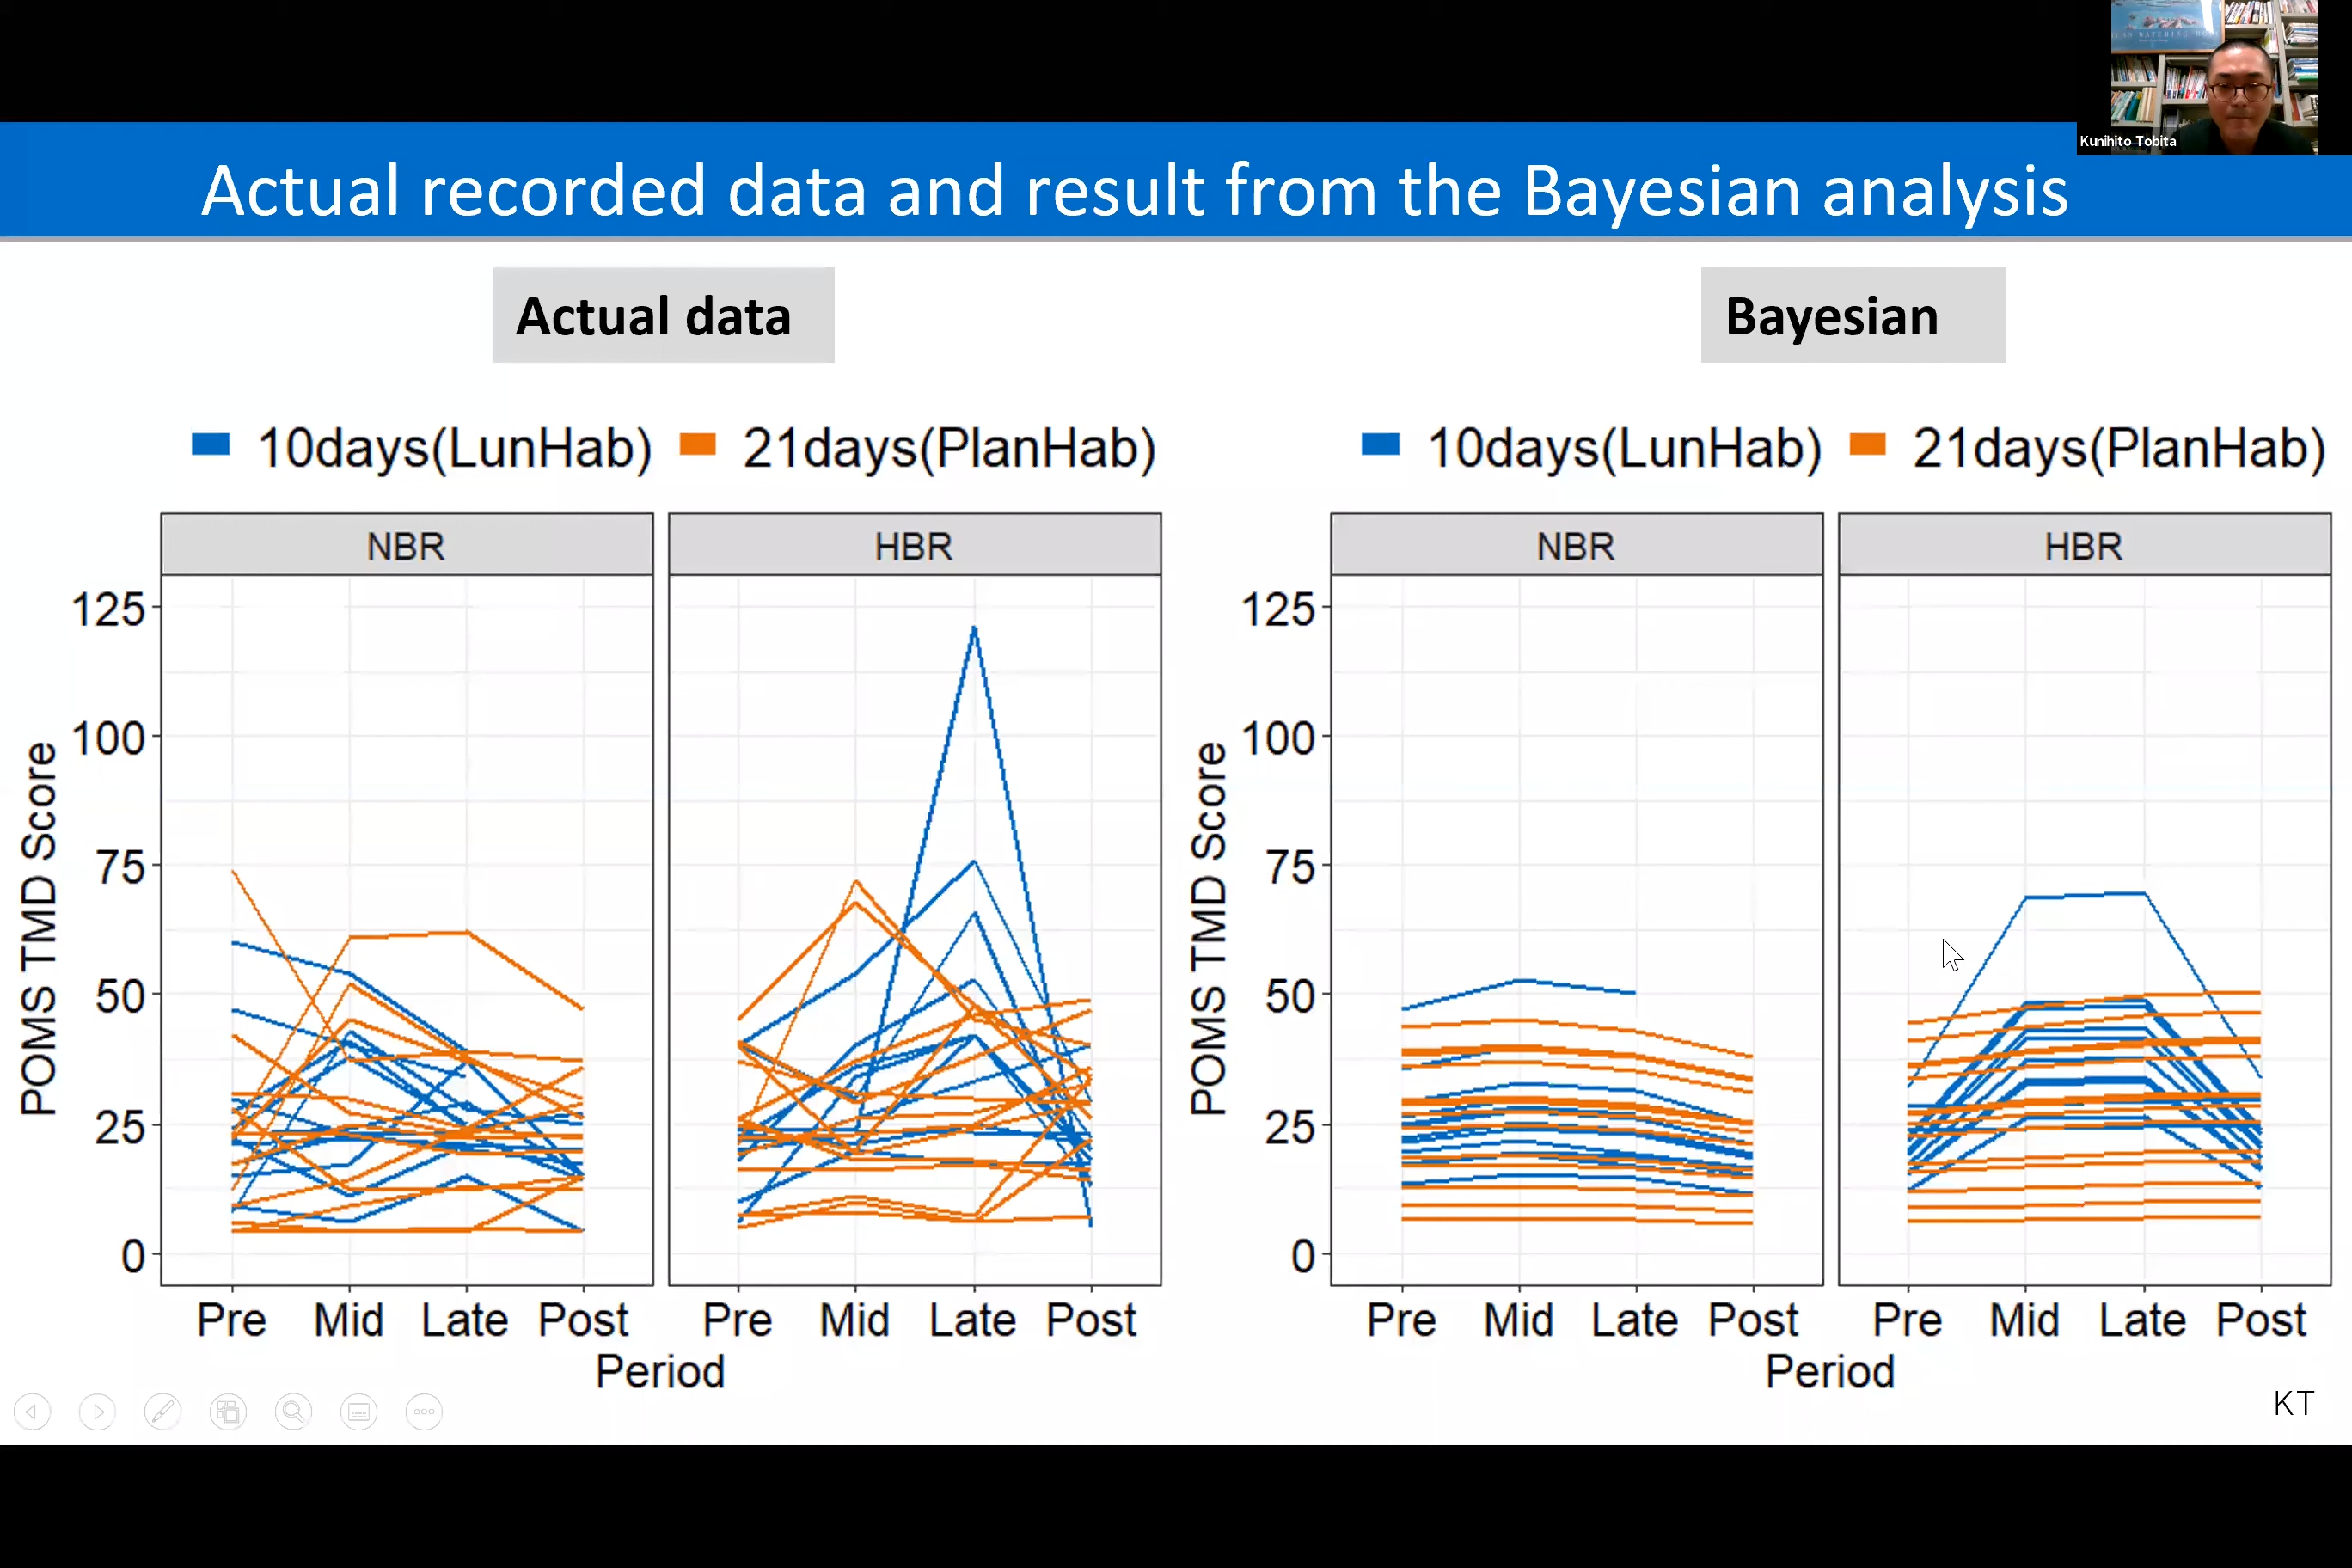 Kunihito Tobita
Actual recorded data and result from the Bayesian analysis
Actual data
Bayesian
10days(LunHab) 21days(PlanHab)
10days(LunHab) 21days(PlanHab)
NBR
HBR
NBR
HBR
POMS TMD Score
125
100
75
50
25
0
Pre Mid Late Post
Pre Mid Late Post
Period
POMS TMD Score
125
100
75
50
25
0
Pre Mid Late Post
Pre Mid Late Post
Period
KT